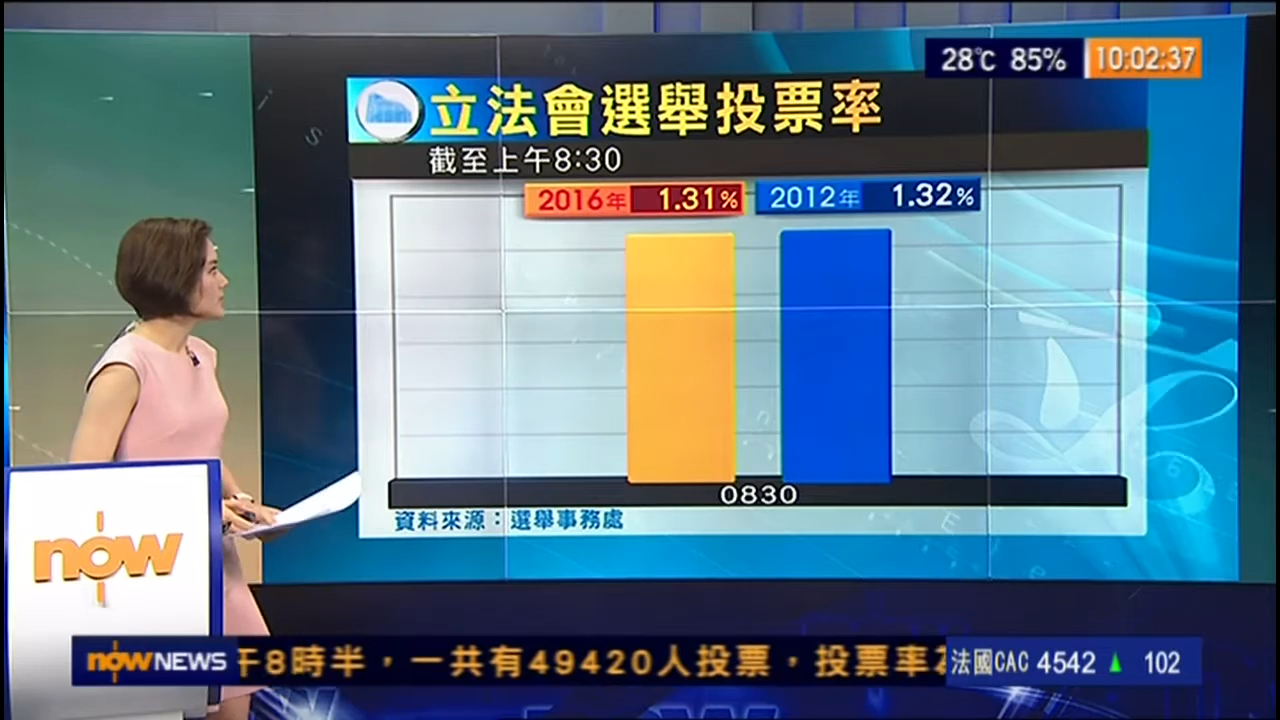 28℃ 85% 10:02:37
立法會選舉投票率
截至上午8:30
2016年 1.31% 2012年 1.32%
0830
資料來源：選舉事務處
now
now NEWS
8時半，一共有49420人投票，投票率
法國CAC 4542 ▲ 102